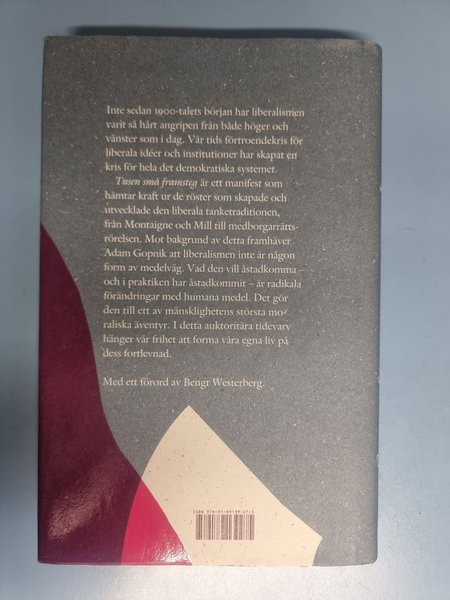 Inte sedan 1900-talets början har liberalismen
varit så hårt angripen från både höger och
vänster som i dag. Vår tids förtroendekris för
liberala idéer och institutioner har skapat en
kris för hela det demokratiska systemet.
Tusen små framsteg är ett manifest som
hämtar kraft ur de röster som skapade och
utvecklade den liberala tanketraditionen,
från Montaigne och Mill till medborgarrätts-
rörelsen. Mot bakgrund av detta framhäver
Adam Gopnik att liberalismen inte är någon
form av medelväg. Vad den vill åstadkomma –
och i praktiken har åstadkommit – är radikala
förändringar med humana medel. Det gör
den till ett av mänsklighetens största mo-
raliska äventyr. I detta auktoritära tidevarv
hänger vår frihet att forma våra egna liv på
dess fortlevnad.
Med ett förord av Bengt Westerberg.
ISBN